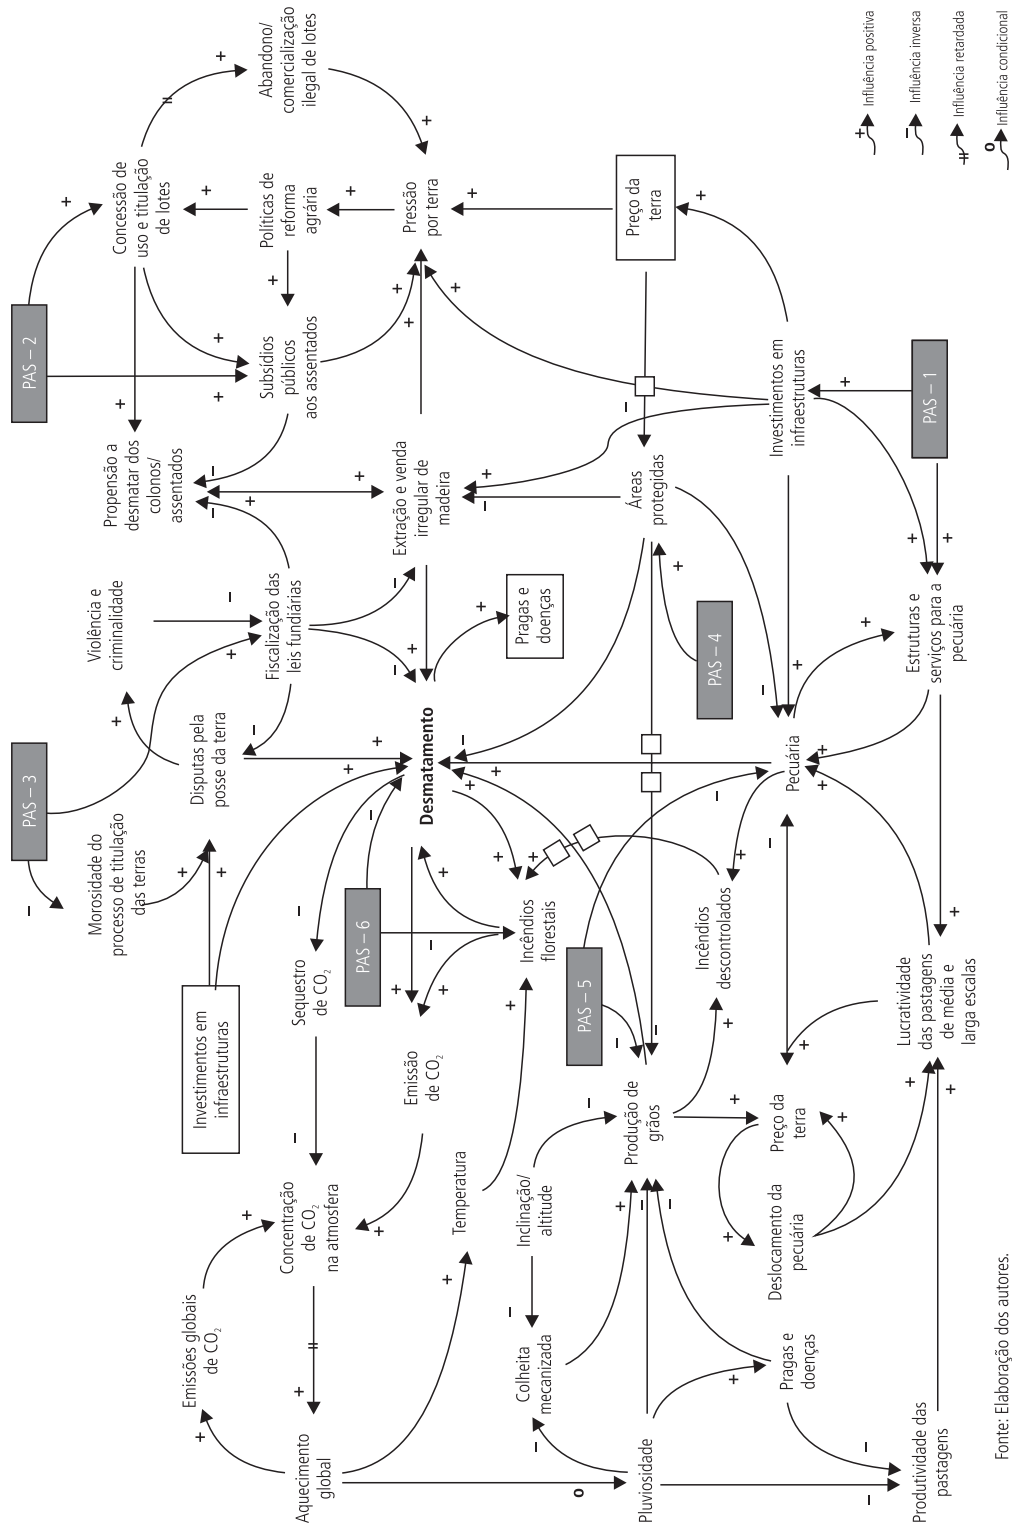 PAS – 3
PAS – 2
Morosidade do
processo de titulação
das terras
Violência e
criminalidade
Propensão a
desmatar dos
colonos/
assentados
Concessão de
uso e titulação
de lotes
Emissões globais
de CO2
Investimentos em
infraestruturas
Disputas pela
posse da terra
Fiscalização das
leis fundiárias
Subsídios
públicos
aos assentados
Políticas de
reforma
agrária
Abandono/
comercialização
ilegal de lotes
Aquecimento
global
Concentração
de CO2
na atmosfera
Sequestro
de CO2
PAS – 6
Emissão
de CO2
Desmatamento
Extração e venda
irregular de
madeira
Pressão
por terra
Temperatura
Colheita
mecanizada
Inclinação/
altitude
Incêndios
florestais
Pragas e
doenças
PAS – 5
Pluviosidade
Produção de
grãos
Áreas
protegidas
Preço da
terra
Incêndios
descontrolados
PAS – 4
Pragas e
doenças
Deslocamento da
pecuária
Preço da
terra
Pecuária
Investimentos em
infraestruturas
Produtividade das
pastagens
Lucratividade
das pastagens
de média e
larga escalas
Estruturas e
serviços para a
pecuária
PAS – 1
+ Influência positiva
– Influência inversa
= Influência retardada
o Influência condicional
Fonte: Elaboração dos autores.